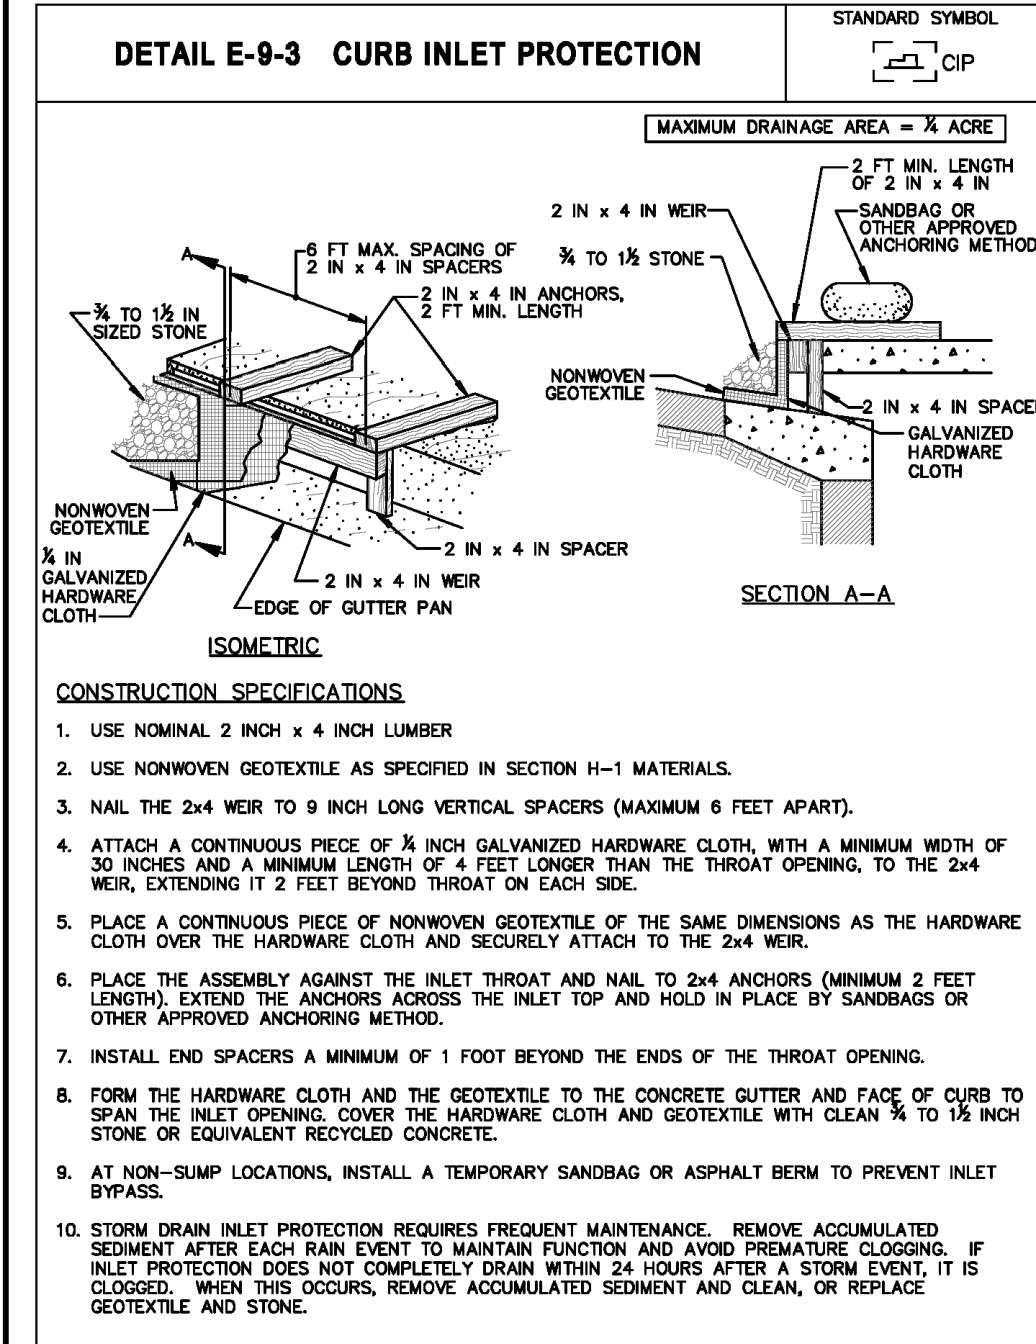 DETAIL E-9-3 CURB INLET PROTECTION
STANDARD SYMBOL
CIP
MAXIMUM DRAINAGE AREA = ¼ ACRE
2 FT MIN. LENGTH
OF 2 IN x 4 IN
2 IN x 4 IN WEIR
SANDBAG OR
OTHER APPROVED
ANCHORING METHOD
¾ TO 1½ STONE
6 FT MAX. SPACING OF
2 IN x 4 IN SPACERS
A
2 IN x 4 IN ANCHORS,
2 FT MIN. LENGTH
¾ TO 1½ IN
SIZED STONE
NONWOVEN
GEOTEXTILE
2 IN x 4 IN SPACE
GALVANIZED
HARDWARE
CLOTH
NONWOVEN
GEOTEXTILE
A
2 IN x 4 IN SPACER
¼ IN
GALVANIZED
HARDWARE
CLOTH
2 IN x 4 IN WEIR
EDGE OF GUTTER PAN
SECTION A-A
ISOMETRIC
CONSTRUCTION SPECIFICATIONS
1. USE NOMINAL 2 INCH x 4 INCH LUMBER
2. USE NONWOVEN GEOTEXTILE AS SPECIFIED IN SECTION H-1 MATERIALS.
3. NAIL THE 2x4 WEIR TO 9 INCH LONG VERTICAL SPACERS (MAXIMUM 6 FEET APART).
4. ATTACH A CONTINUOUS PIECE OF ¼ INCH GALVANIZED HARDWARE CLOTH, WITH A MINIMUM WIDTH OF
30 INCHES AND A MINIMUM LENGTH OF 4 FEET LONGER THAN THE THROAT OPENING, TO THE 2x4
WEIR, EXTENDING IT 2 FEET BEYOND THROAT ON EACH SIDE.
5. PLACE A CONTINUOUS PIECE OF NONWOVEN GEOTEXTILE OF THE SAME DIMENSIONS AS THE HARDWARE
CLOTH OVER THE HARDWARE CLOTH AND SECURELY ATTACH TO THE 2x4 WEIR.
6. PLACE THE ASSEMBLY AGAINST THE INLET THROAT AND NAIL TO 2x4 ANCHORS (MINIMUM 2 FEET
LENGTH). EXTEND THE ANCHORS ACROSS THE INLET TOP AND HOLD IN PLACE BY SANDBAGS OR
OTHER APPROVED ANCHORING METHOD.
7. INSTALL END SPACERS A MINIMUM OF 1 FOOT BEYOND THE ENDS OF THE THROAT OPENING.
8. FORM THE HARDWARE CLOTH AND THE GEOTEXTILE TO THE CONCRETE GUTTER AND FACE OF CURB TO
SPAN THE INLET OPENING. COVER THE HARDWARE CLOTH AND GEOTEXTILE WITH CLEAN ¾ TO 1½ INCH
STONE OR EQUIVALENT RECYCLED CONCRETE.
9. AT NON-SUMP LOCATIONS, INSTALL A TEMPORARY SANDBAG OR ASPHALT BERM TO PREVENT INLET
BYPASS.
10. STORM DRAIN INLET PROTECTION REQUIRES FREQUENT MAINTENANCE. REMOVE ACCUMULATED
SEDIMENT AFTER EACH RAIN EVENT TO MAINTAIN FUNCTION AND AVOID PREMATURE CLOGGING. IF
INLET PROTECTION DOES NOT COMPLETELY DRAIN WITHIN 24 HOURS AFTER A STORM EVENT, IT IS
CLOGGED. WHEN THIS OCCURS, REMOVE ACCUMULATED SEDIMENT AND CLEAN, OR REPLACE
GEOTEXTILE AND STONE.